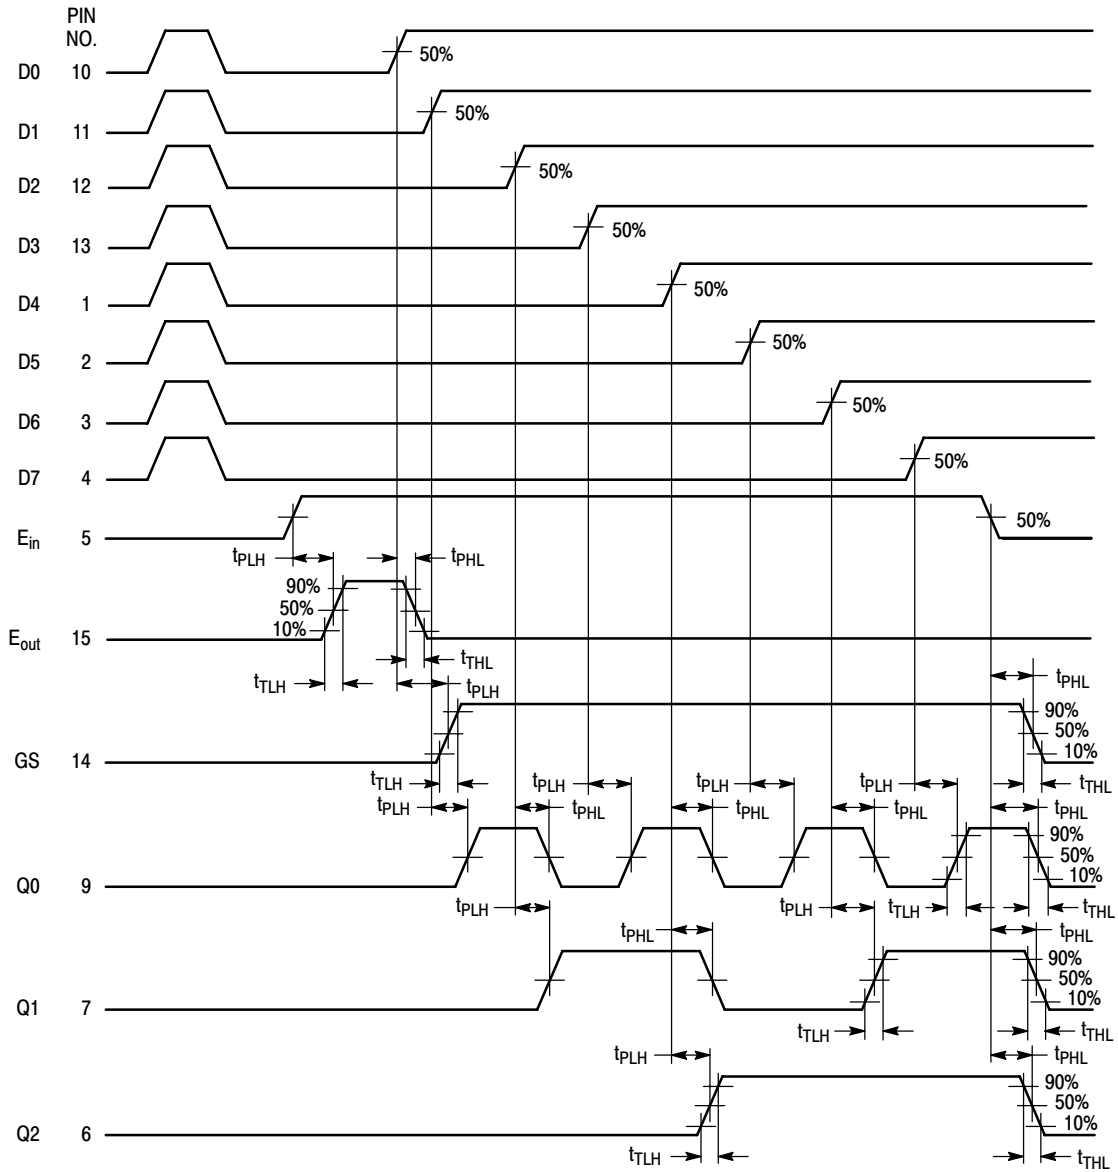 PIN
NO.
D0 10 50%
D1 11 50%
D2 12 50%
D3 13 50%
D4 1 50%
D5 2 50%
D6 3 50%
D7 4 50%
Ein 5 50%
tPLH tPHL
90%
50%
10%
Eout 15
tTHL
tTLH tPLH tPHL
90%
50%
10%
GS 14
tTLH tPLH tPLH tPLH tTHL
tPLH tPHL tPHL tPHL tPHL
90%
50%
10%
Q0 9
tPLH tPLH tTLH tTHL
tPHL tPHL
90%
50%
10%
Q1 7
tTLH tTHL
tPLH tPHL
90%
50%
10%
Q2 6
tTLH tTHL